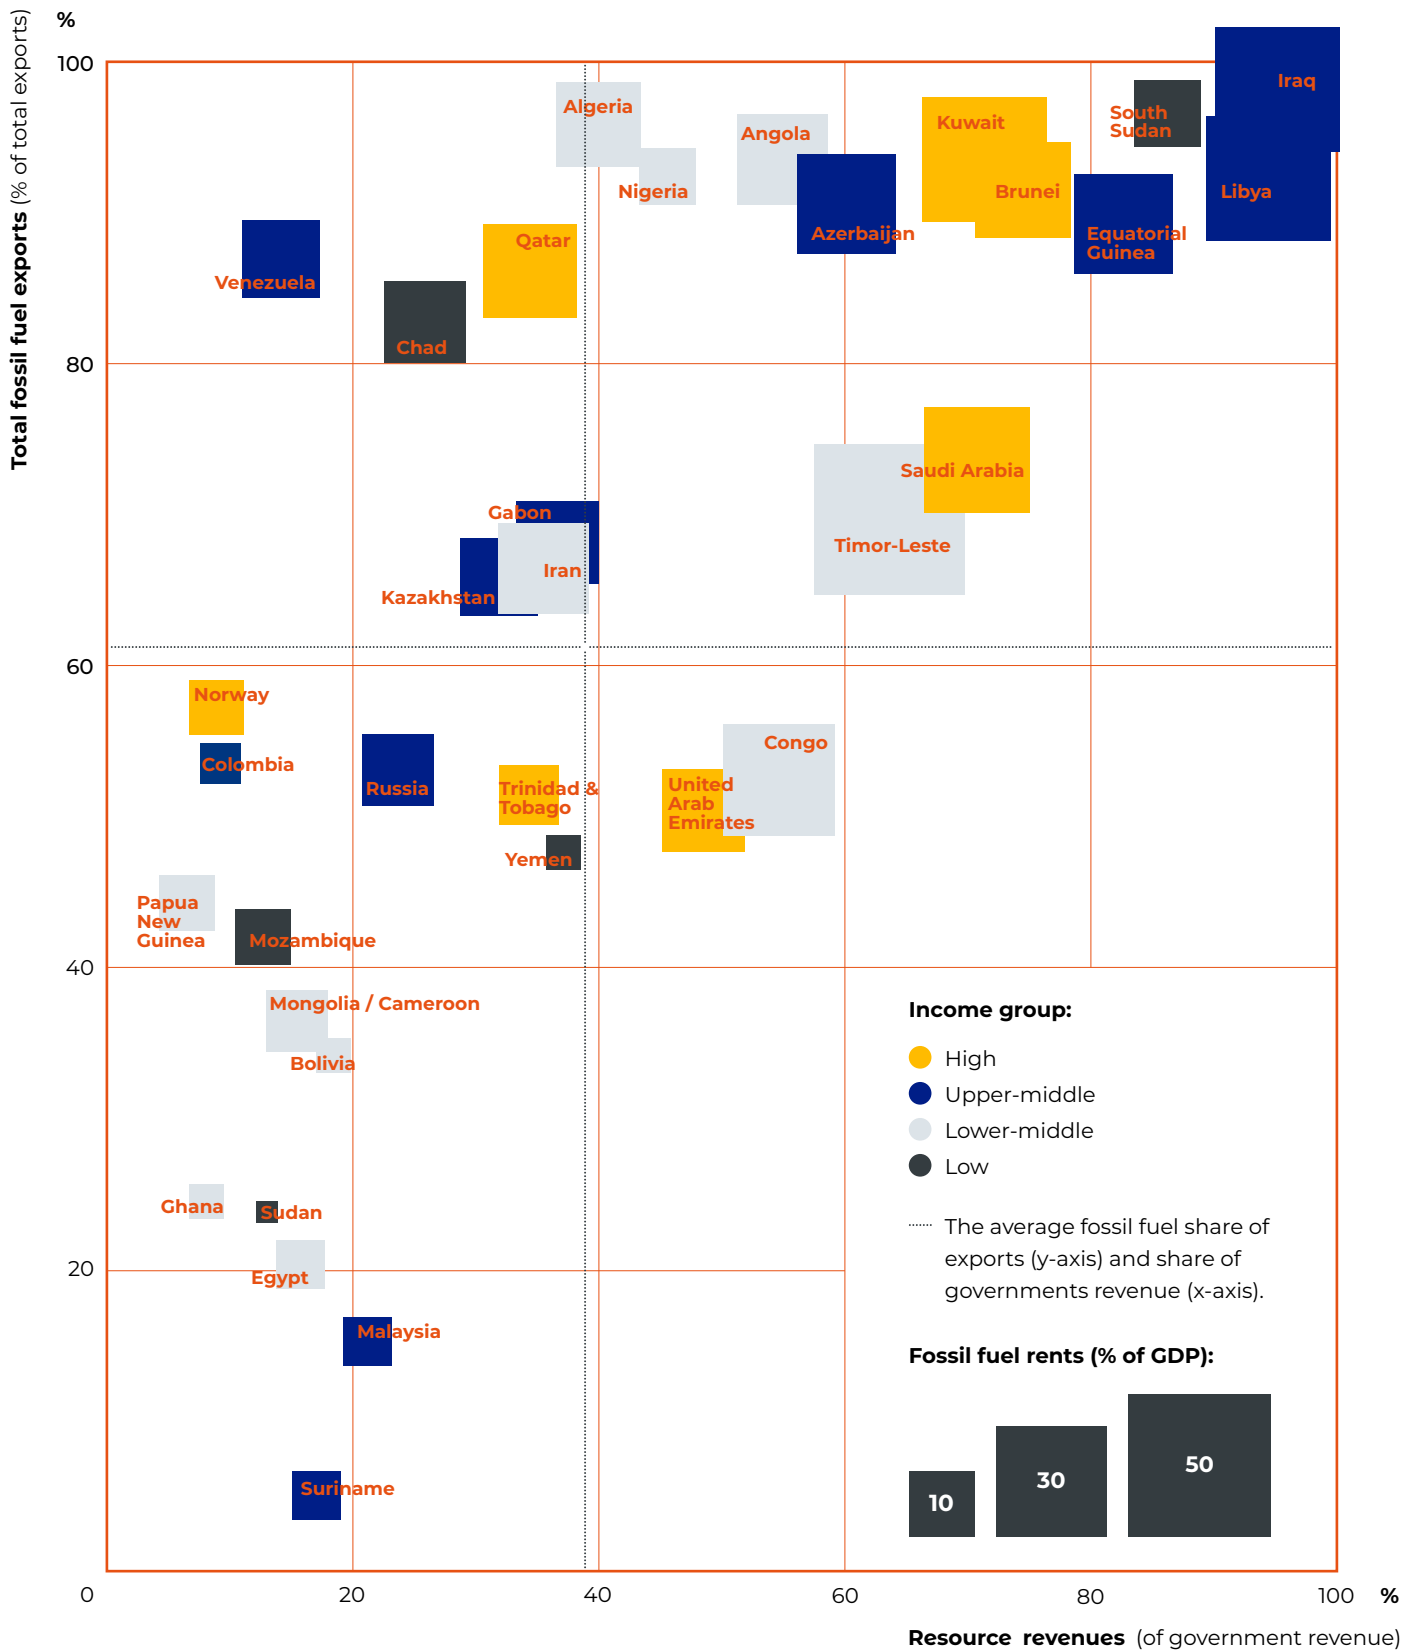 %
Total fossil fuel exports (% of total exports)
100
80
60
40
20
0
Iraq
Algeria
South
Sudan
Kuwait
Angola
Nigeria
Brunei
Libya
Azerbaijan
Equatorial
Guinea
Qatar
Venezuela
Chad
Saudi Arabia
Gabon
Timor-Leste
Iran
Kazakhstan
Norway
Congo
Colombia
Russia
Trinidad &
Tobago
United
Arab
Emirates
Yemen
Papua
New
Guinea
Mozambique
Mongolia / Cameroon
Bolivia
Ghana
Sudan
Egypt
Malaysia
Suriname
Income group:
High
Upper-middle
Lower-middle
Low
The average fossil fuel share of
exports (y-axis) and share of
governments revenue (x-axis).
Fossil fuel rents (% of GDP):
10
30
50
20
40
60
80
100
%
Resource revenues (of government revenue)